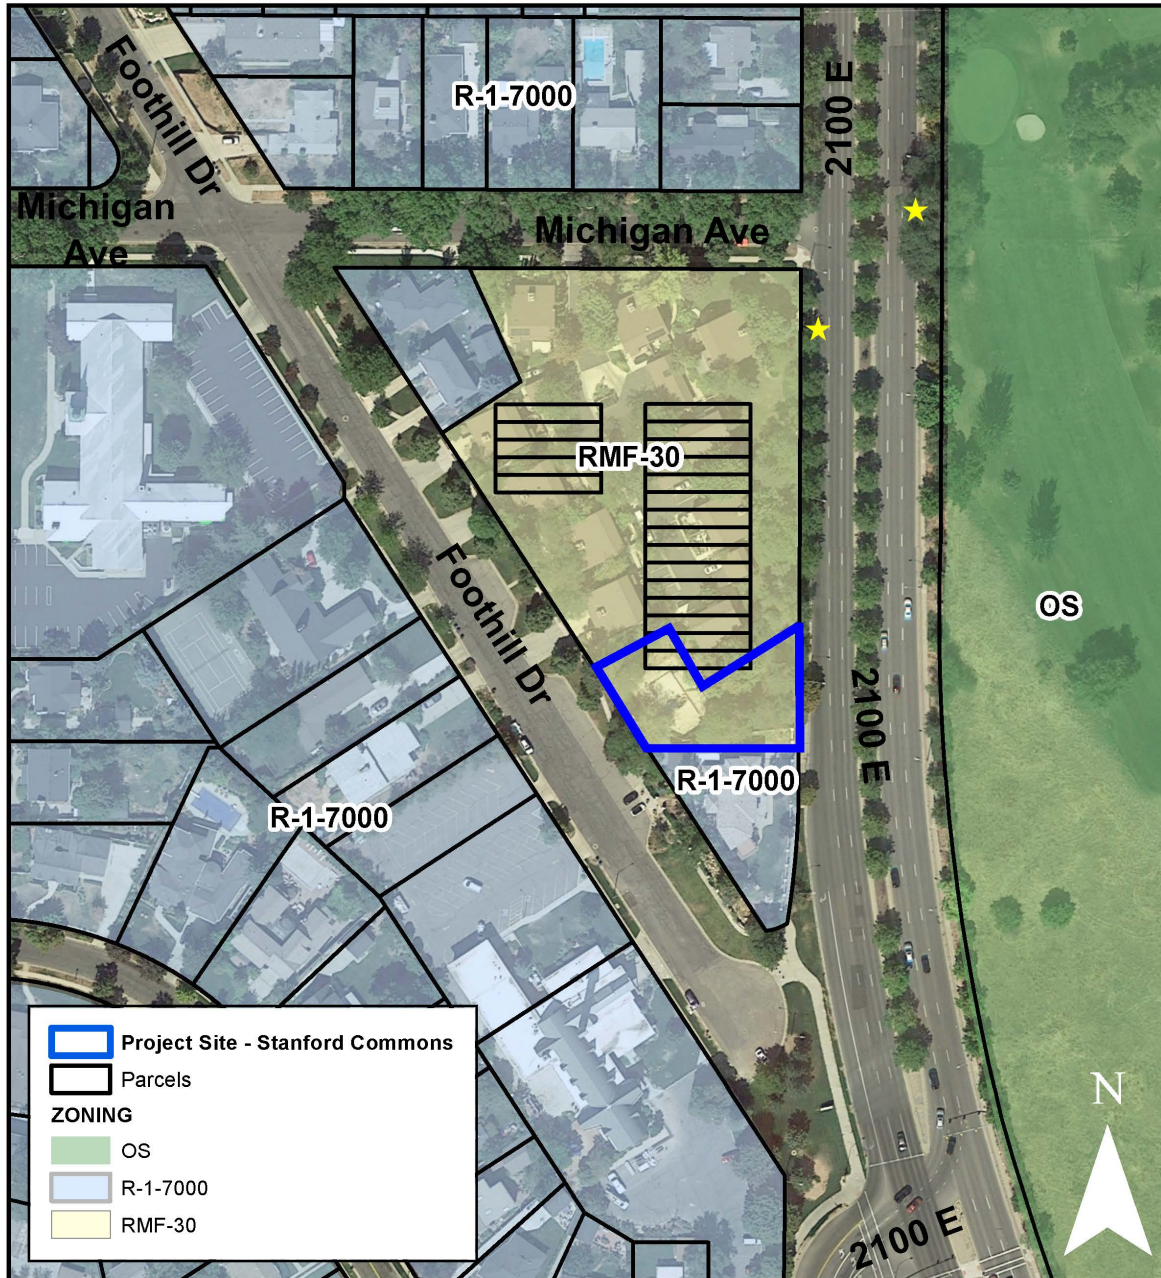 Foothill Dr
R-1-7000
2100 E
Michigan
Ave
Michigan Ave
RMF-30
Foothill Dr
OS
2100 E
R-1-7000
R-1-7000
Project Site - Stanford Commons
Parcels
ZONING
OS
R-1-7000
RMF-30
N
2100 E